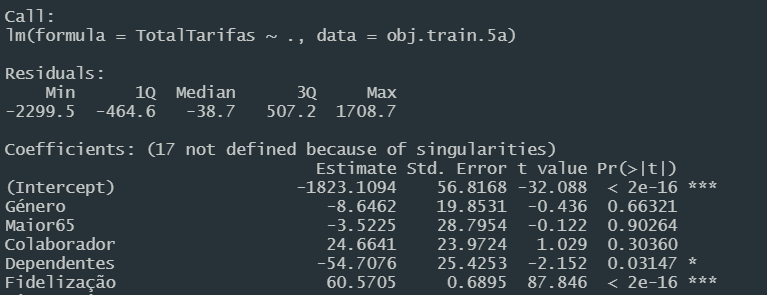 Call:
lm(formula = TotalTarifas ~ ., data = obj.train.5a)
Residuals:
Min 1Q Median 3Q Max
-2299.5 -464.6 -38.7 507.2 1708.7
Coefficients: (17 not defined because of singularities)
Estimate Std. Error t value Pr(>|t|)
(Intercept) -1823.1094 56.8168 -32.088 < 2e-16 ***
Género -8.6462 19.8531 -0.436 0.66321
Maior65 -3.5225 28.7954 -0.122 0.90264
Colaborador 24.6641 23.9724 1.029 0.30360
Dependentes -54.7076 25.4253 -2.152 0.03147 *
Fidelização 60.5705 0.6895 87.846 < 2e-16 ***